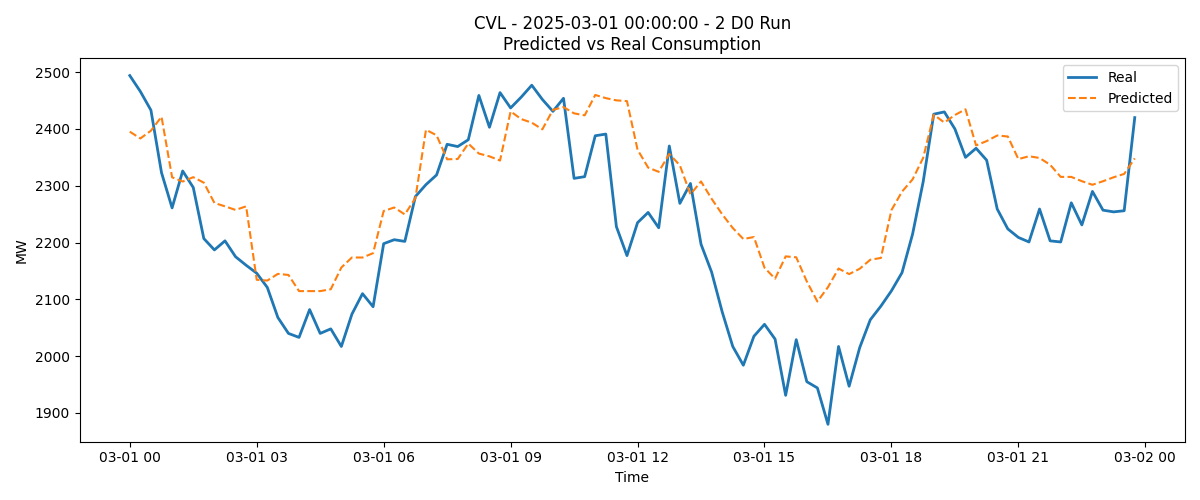 CVL - 2025-03-01 00:00:00 - 2 D0 Run
Predicted vs Real Consumption
Real
Predicted
MW
2500
2400
2300
2200
2100
2000
1900
03-01 00
03-01 03
03-01 06
03-01 09
03-01 12
03-01 15
03-01 18
03-01 21
03-02 00
Time